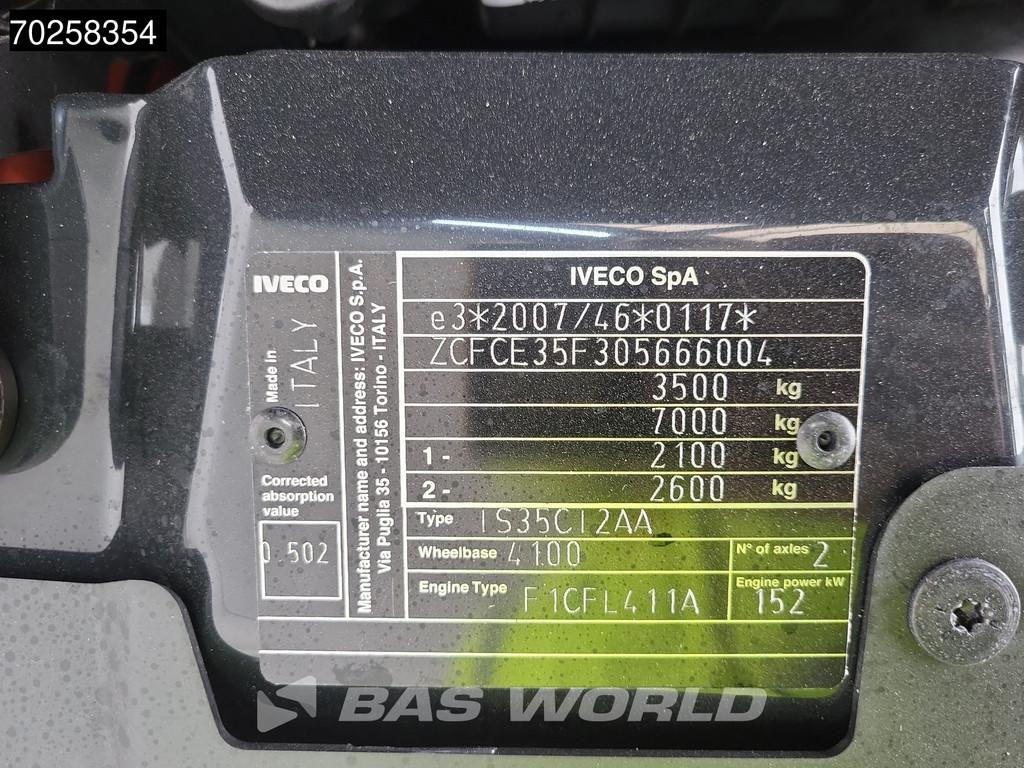 70258354
IVECO
Made in
ITALY
Corrected
absorption
value
0.502
Manufacturer name and address: IVECO S.p.A.
Via Puglia 35 - 10156 Torino - ITALY
IVECO SpA
e3*2007/46*0117*
ZCFCE35F305666004
3500 kg
7000 kg
1- 2100 kg
2- 2600 kg
Type IS35CI2AA
Wheelbase 4100
N° of axles 2
Engine Type F1CFL411A
Engine power kW
152
BAS WORLD